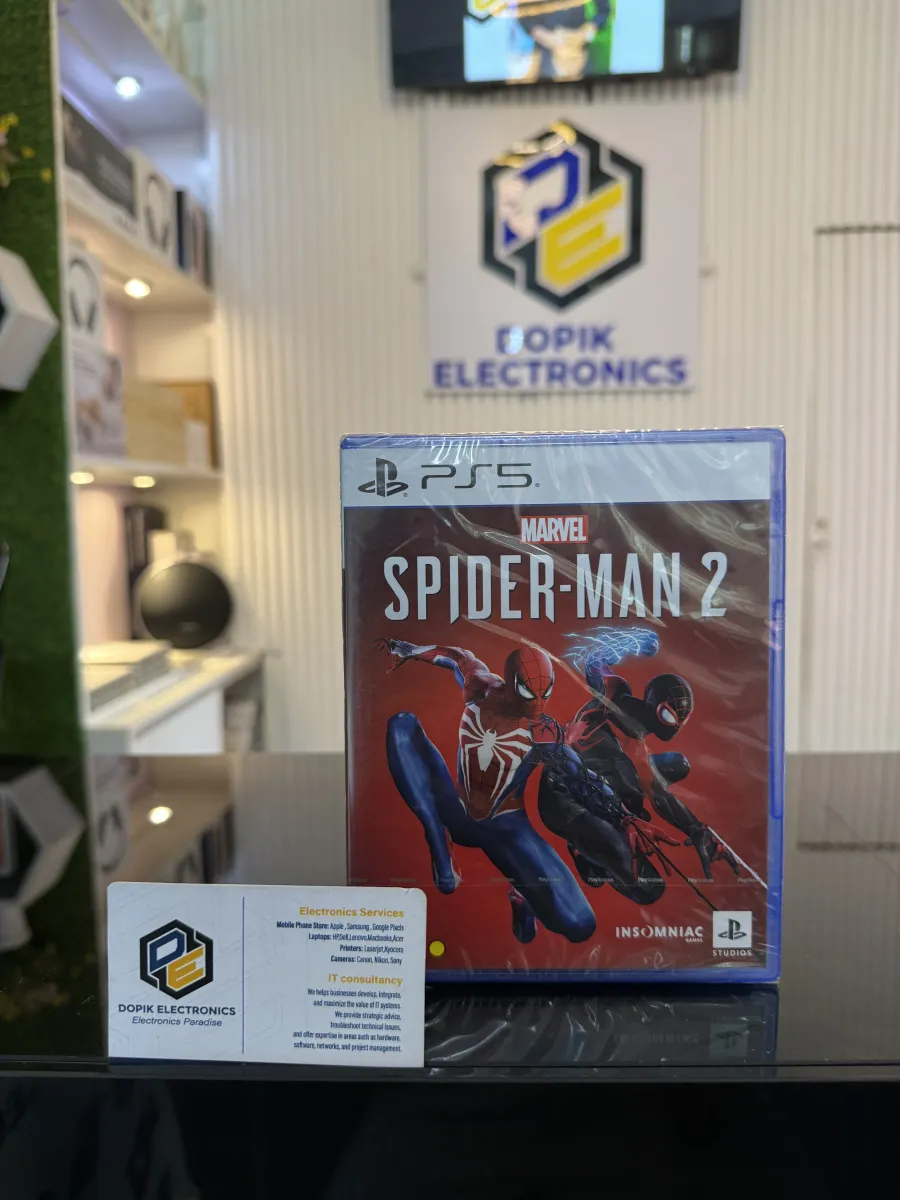 DOPIK
ELECTRONICS
PS5
MARVEL
SPIDER-MAN 2
INSOMNIAC
GAMES
PlayStation
STUDIOS
DE
DOPIK ELECTRONICS
Electronics Paradise
Electronics Services
Mobile Phone Store: Apple , Samsung , Google Pixels
Laptops: HP,Dell,Lenovo,Macbooks,Acer
Printers: Laserjet,Kyocera
Cameras: Canon, Nikon, Sony
IT consultancy
We helps businesses develop, integrate,
and maximize the value of IT systems
We provide strategic advice,
troubleshoot technical issues,
and offer expertise in areas such as hardware,
software, networks, and project management.